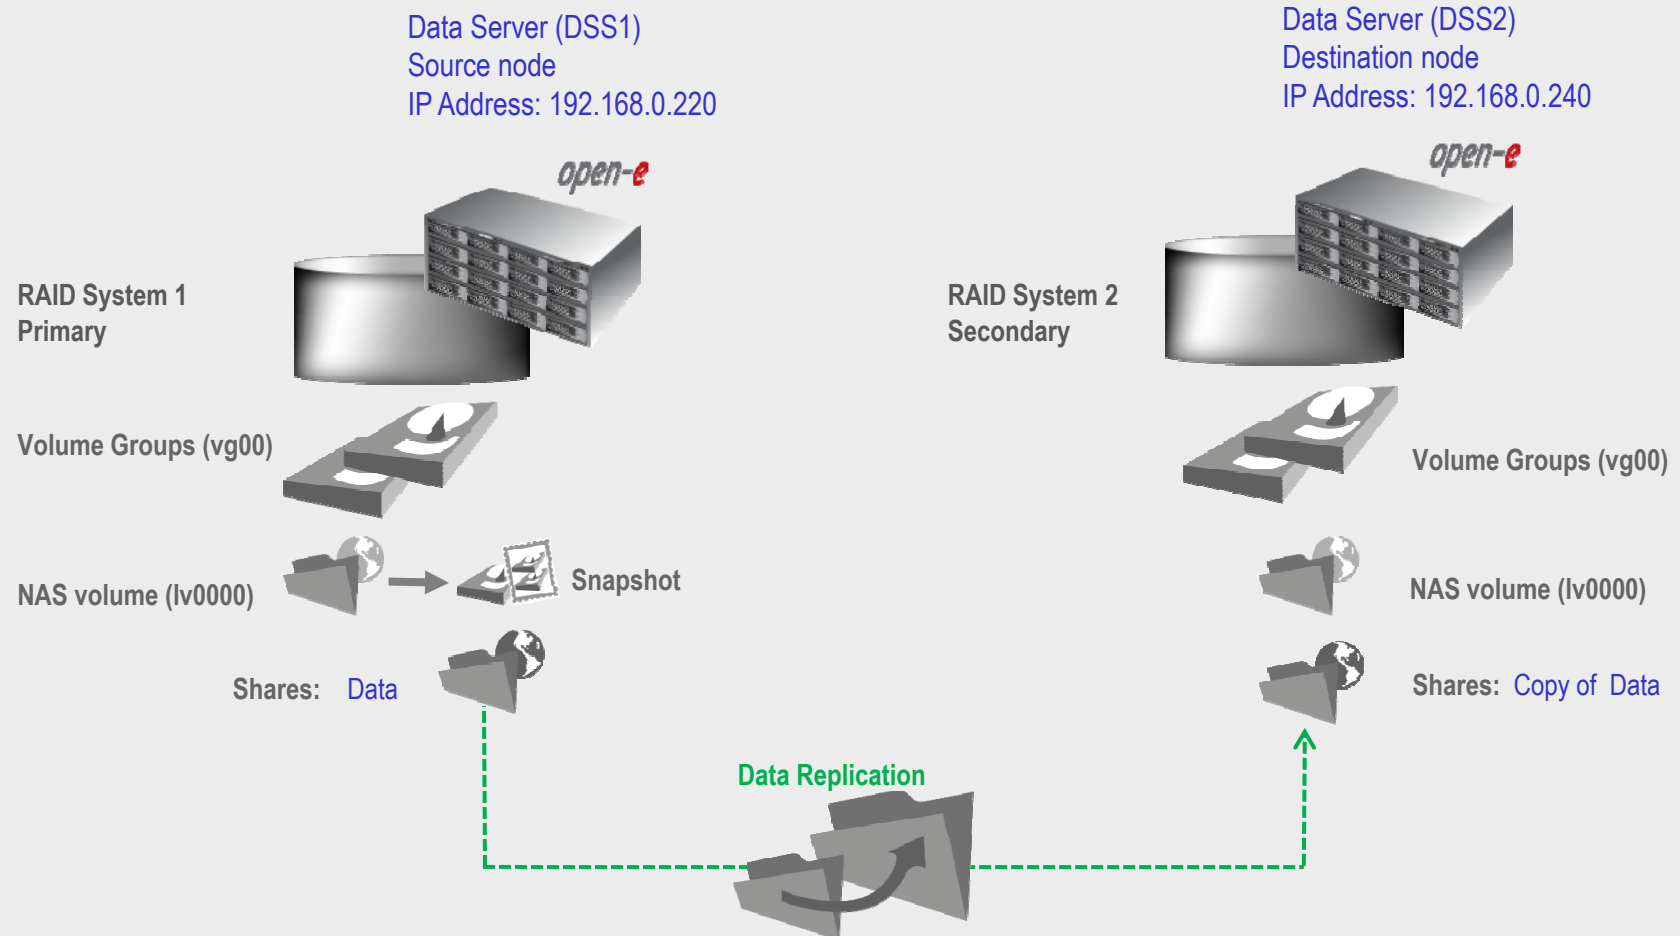 Data Server (DSS1)
Source node
IP Address: 192.168.0.220
Data Server (DSS2)
Destination node
IP Address: 192.168.0.240
open-e
open-e
RAID System 1
Primary
RAID System 2
Secondary
Volume Groups (vg00)
Volume Groups (vg00)
NAS volume (lv0000)
Snapshot
NAS volume (lv0000)
Shares: Data
Shares: Copy of Data
Data Replication